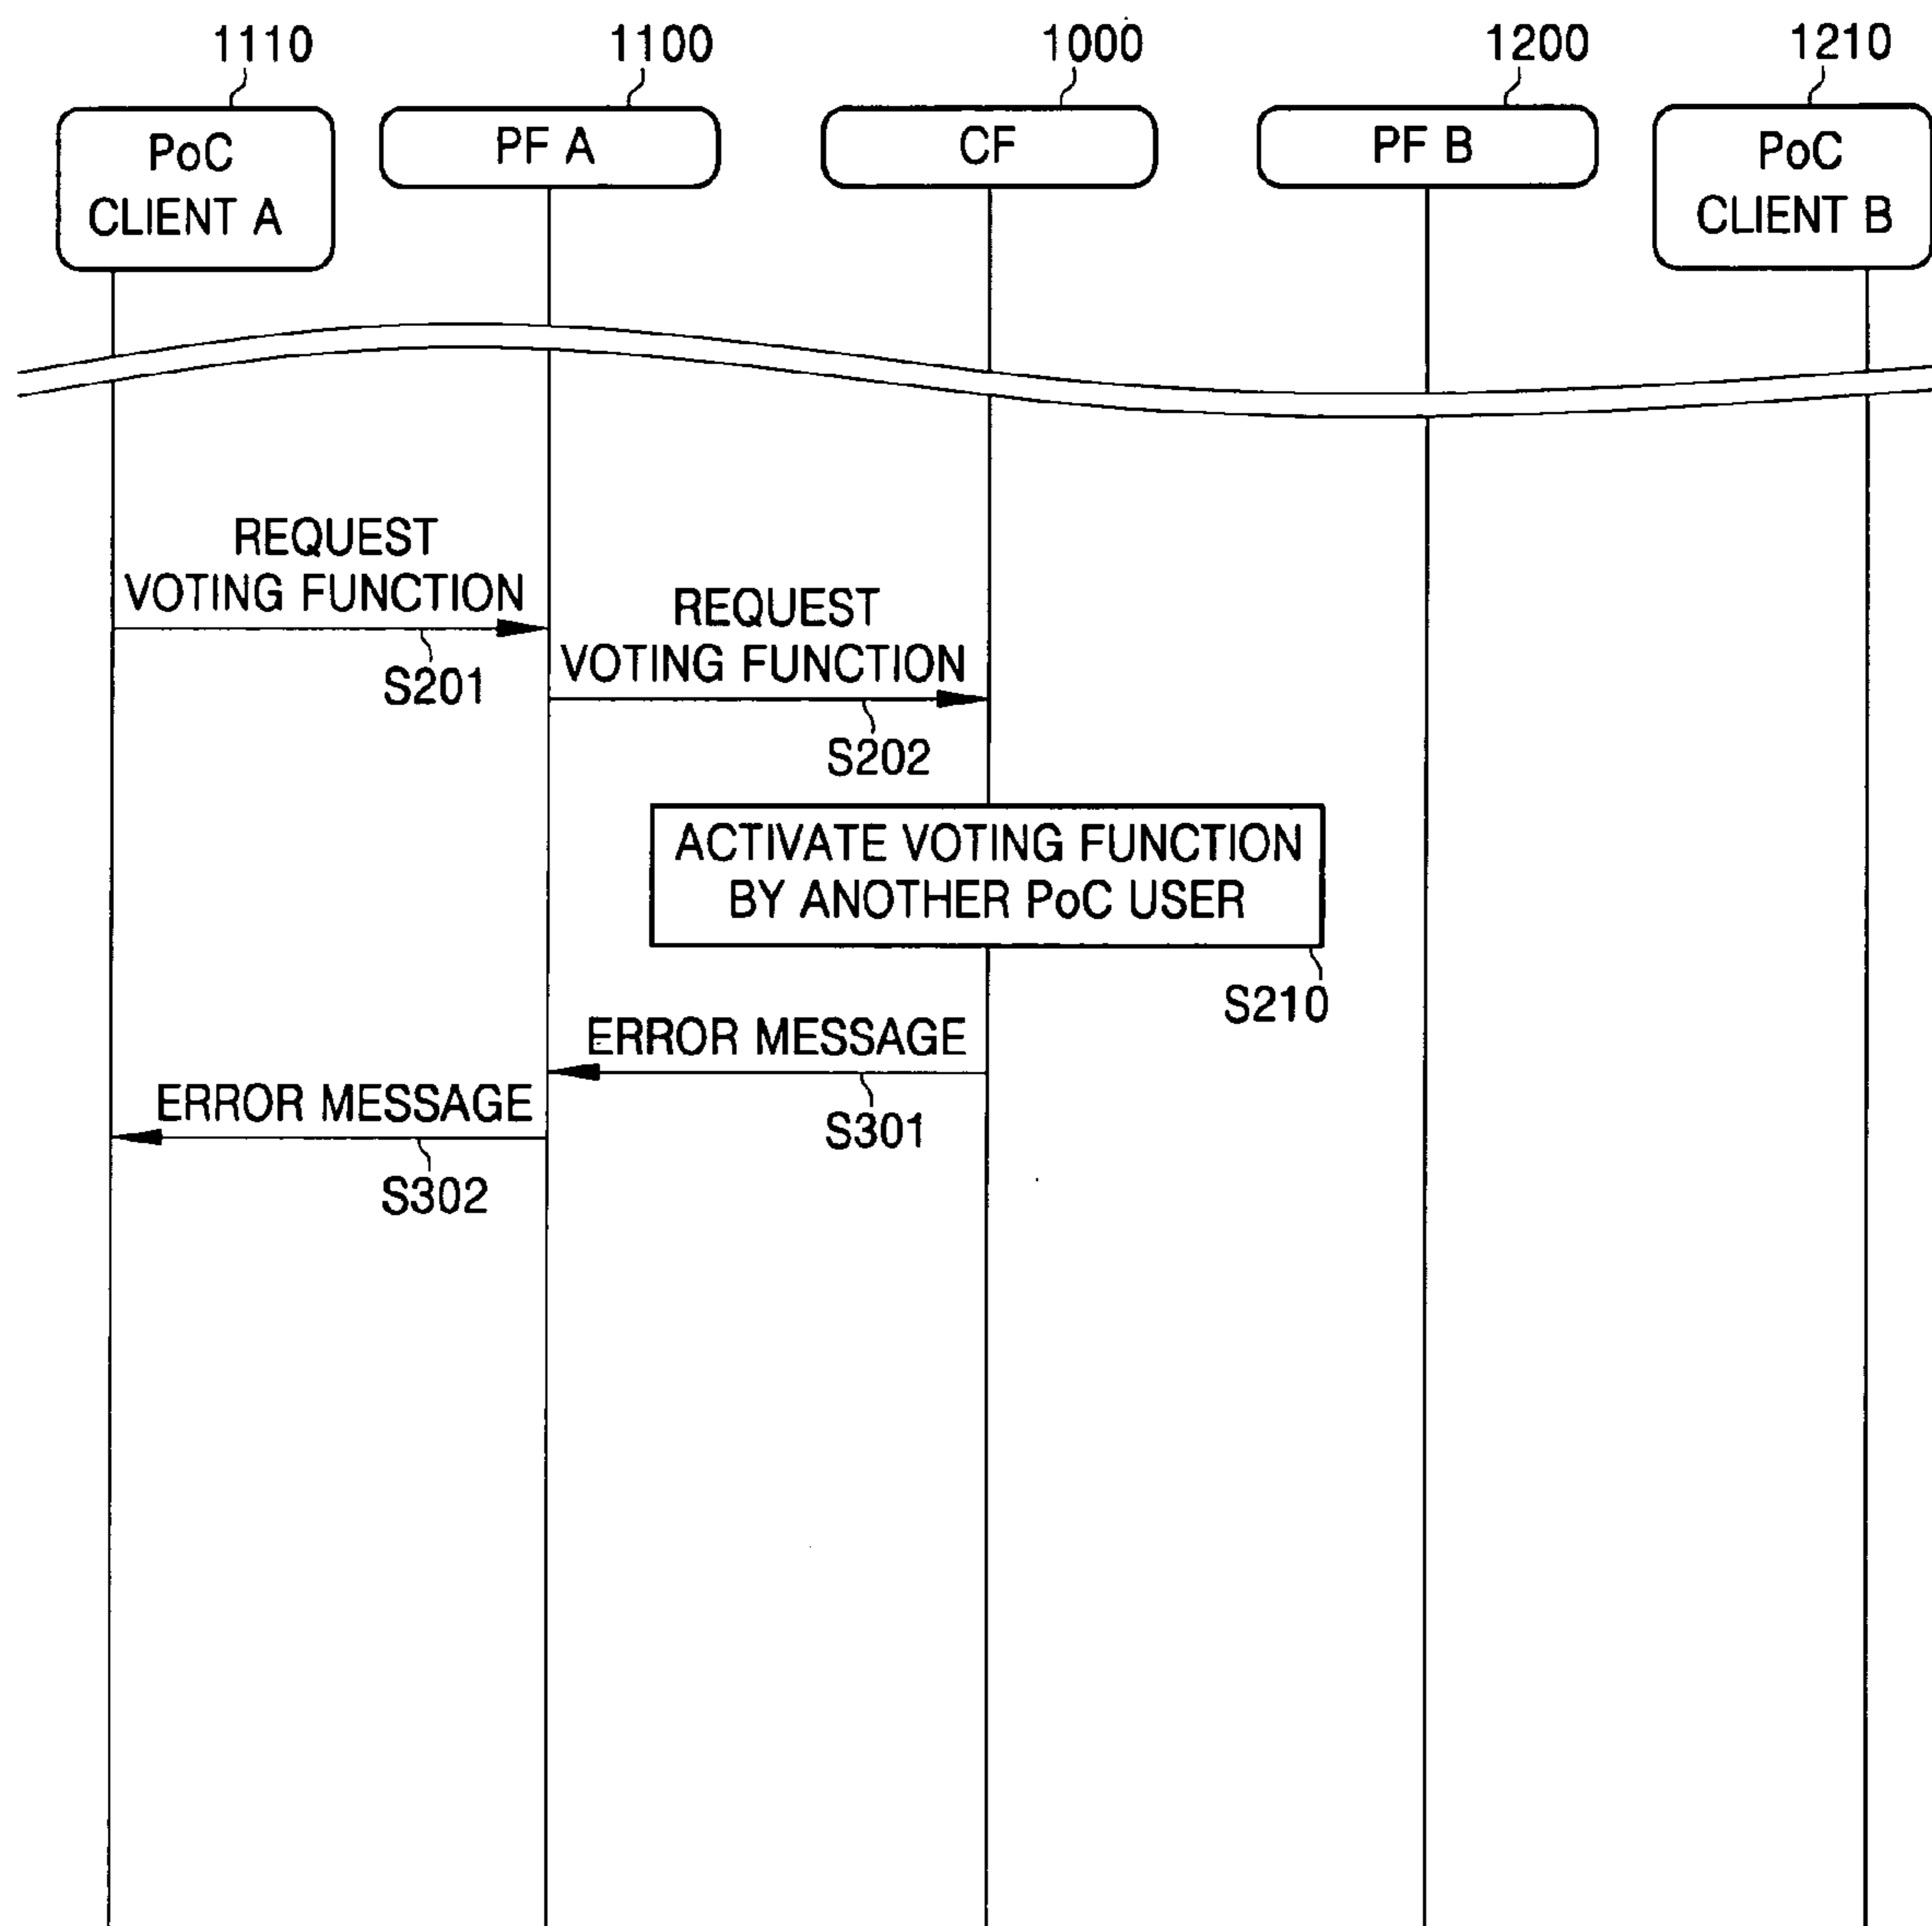 1110
1100
1000
1200
1210
PoC
CLIENT A
PF A
CF
PF B
PoC
CLIENT B
REQUEST
VOTING FUNCTION
S201
REQUEST
VOTING FUNCTION
S202
ACTIVATE VOTING FUNCTION
BY ANOTHER PoC USER
S210
ERROR MESSAGE
S301
ERROR MESSAGE
S302